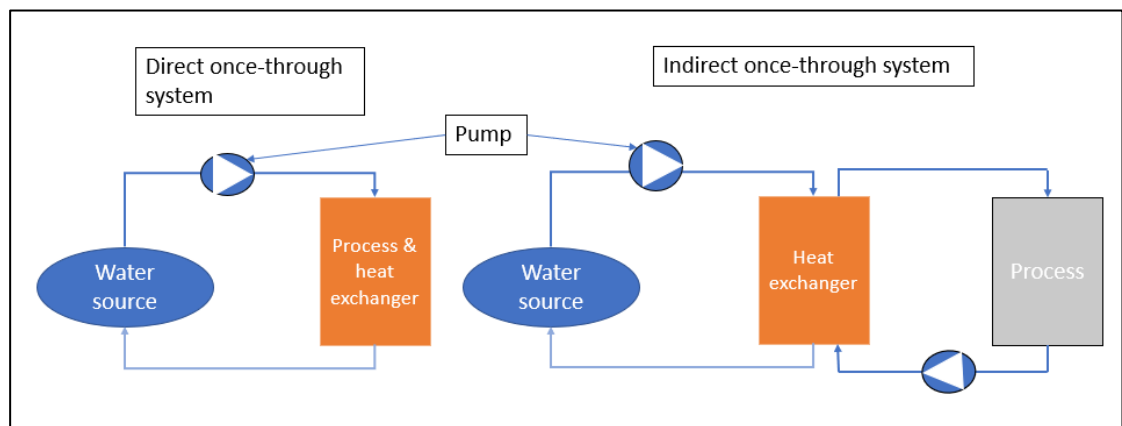 Direct once-through
system
Indirect once-through system
Pump
Water
source
Process &
heat
exchanger
Water
source
Heat
exchanger
Process